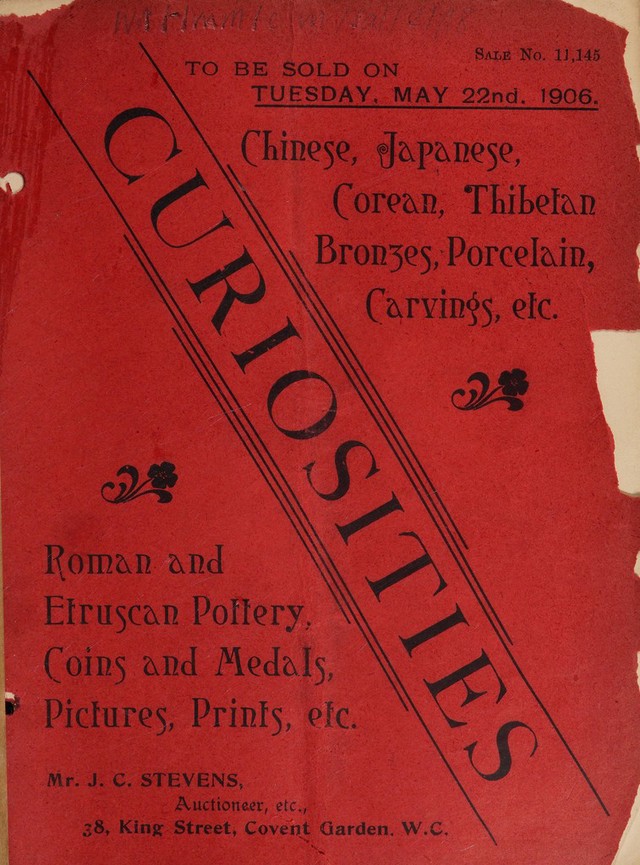 SALE NO. 11,145
TO BE SOLD ON
TUESDAY, MAY 22nd. 1906.
CURIOSITIES
Chinese, Japanese,
Corean, Thibetan
Bronzes, Porcelain,
Carvings, etc.
Roman and
Etruscan Pottery,
Coins and Medals,
Pictures, Prints, etc.
Mr. J. C. STEVENS,
Auctioneer, etc.,
38, King Street, Covent Garden. W.C.